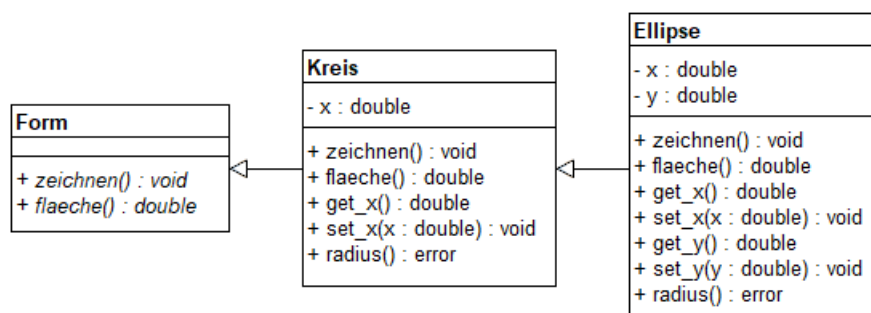 Form
+ zeichnen() : void
+ flaeche() : double
Kreis
- x : double
+ zeichnen() : void
+ flaeche() : double
+ get_x() : double
+ set_x(x : double) : void
+ radius() : error
Ellipse
- x : double
- y : double
+ zeichnen() : void
+ flaeche() : double
+ get_x() : double
+ set_x(x : double) : void
+ get_y() : double
+ set_y(y : double) : void
+ radius() : error